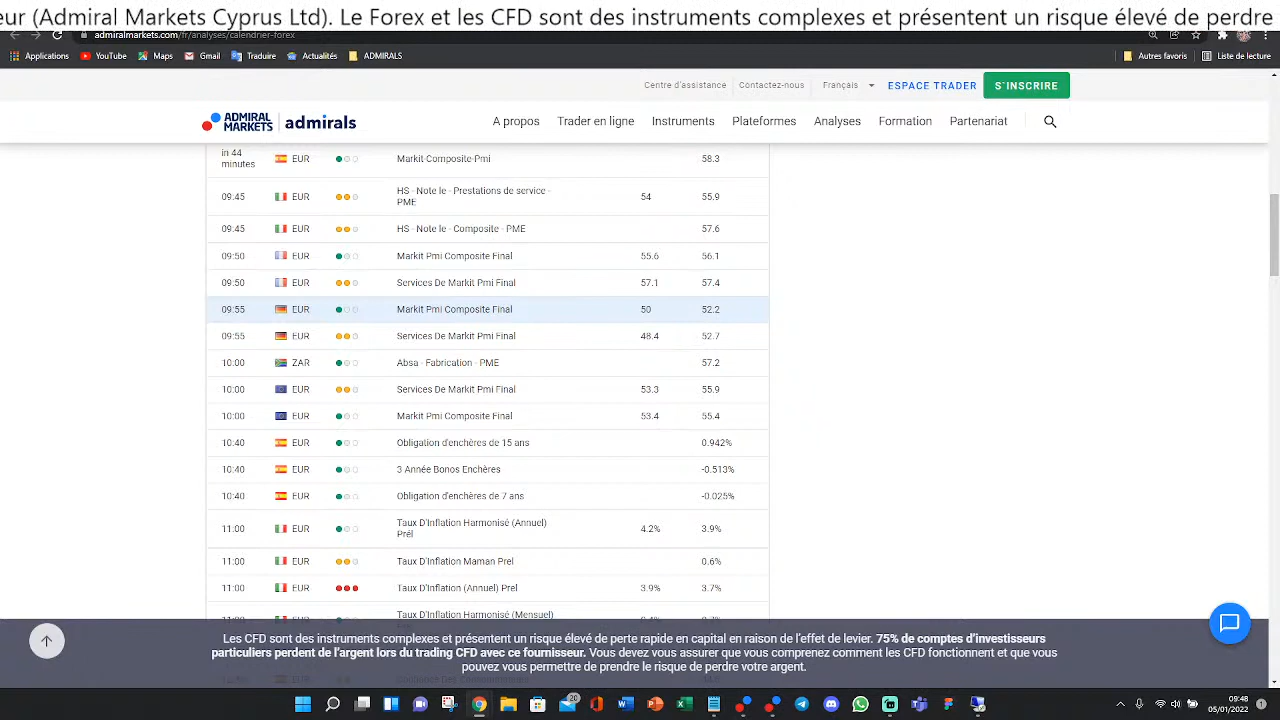 eur (Admiral Markets Cyprus Ltd). Le Forex et les CFD sont des instruments complexes et présentent un risque élevé de perdre
admiralmarkets.com/fr/analyses/calendrier-forex
Applications YouTube Maps Gmail Traduire Actualités ADMIRALS Autres favoris Liste de lecture
Centre d'assistance Contactez-nous Français ESPACE TRADER S`INSCRIRE
ADMIRAL MARKETS admirals A propos Trader en ligne Instruments Plateformes Analyses Formation Partenariat
in 44 minutes EUR Markit Composite Pmi 58.3
09:45 EUR HS - Note le - Prestations de service - PME 54 55.9
09:45 EUR HS - Note le - Composite - PME 57.6
09:50 EUR Markit Pmi Composite Final 55.6 56.1
09:50 EUR Services De Markit Pmi Final 57.1 57.4
09:55 EUR Markit Pmi Composite Final 50 52.2
09:55 EUR Services De Markit Pmi Final 48.4 52.7
10:00 ZAR Absa - Fabrication - PME 57.2
10:00 EUR Services De Markit Pmi Final 53.3 55.9
10:00 EUR Markit Pmi Composite Final 53.4 55.4
10:40 EUR Obligation d'enchères de 15 ans 0.942%
10:40 EUR 3 Année Bonos Enchères -0.513%
10:40 EUR Obligation d'enchères de 7 ans -0.025%
11:00 EUR Taux D'Inflation Harmonisé (Annuel) Prél 4.2% 3.9%
11:00 EUR Taux D'Inflation Maman Prel 0.6%
11:00 EUR Taux D'Inflation (Annuel) Prel 3.9% 3.7%
Taux D'Inflation Harmonisé (Mensuel)
Les CFD sont des instruments complexes et présentent un risque élevé de perte rapide en capital en raison de l'effet de levier. 75% de comptes d'investisseurs
particuliers perdent de l'argent lors du trading CFD avec ce fournisseur. Vous devez vous assurer que vous comprenez comment les CFD fonctionnent et que vous
pouvez vous permettre de prendre le risque de perdre votre argent.
20
09:48
05/01/2022